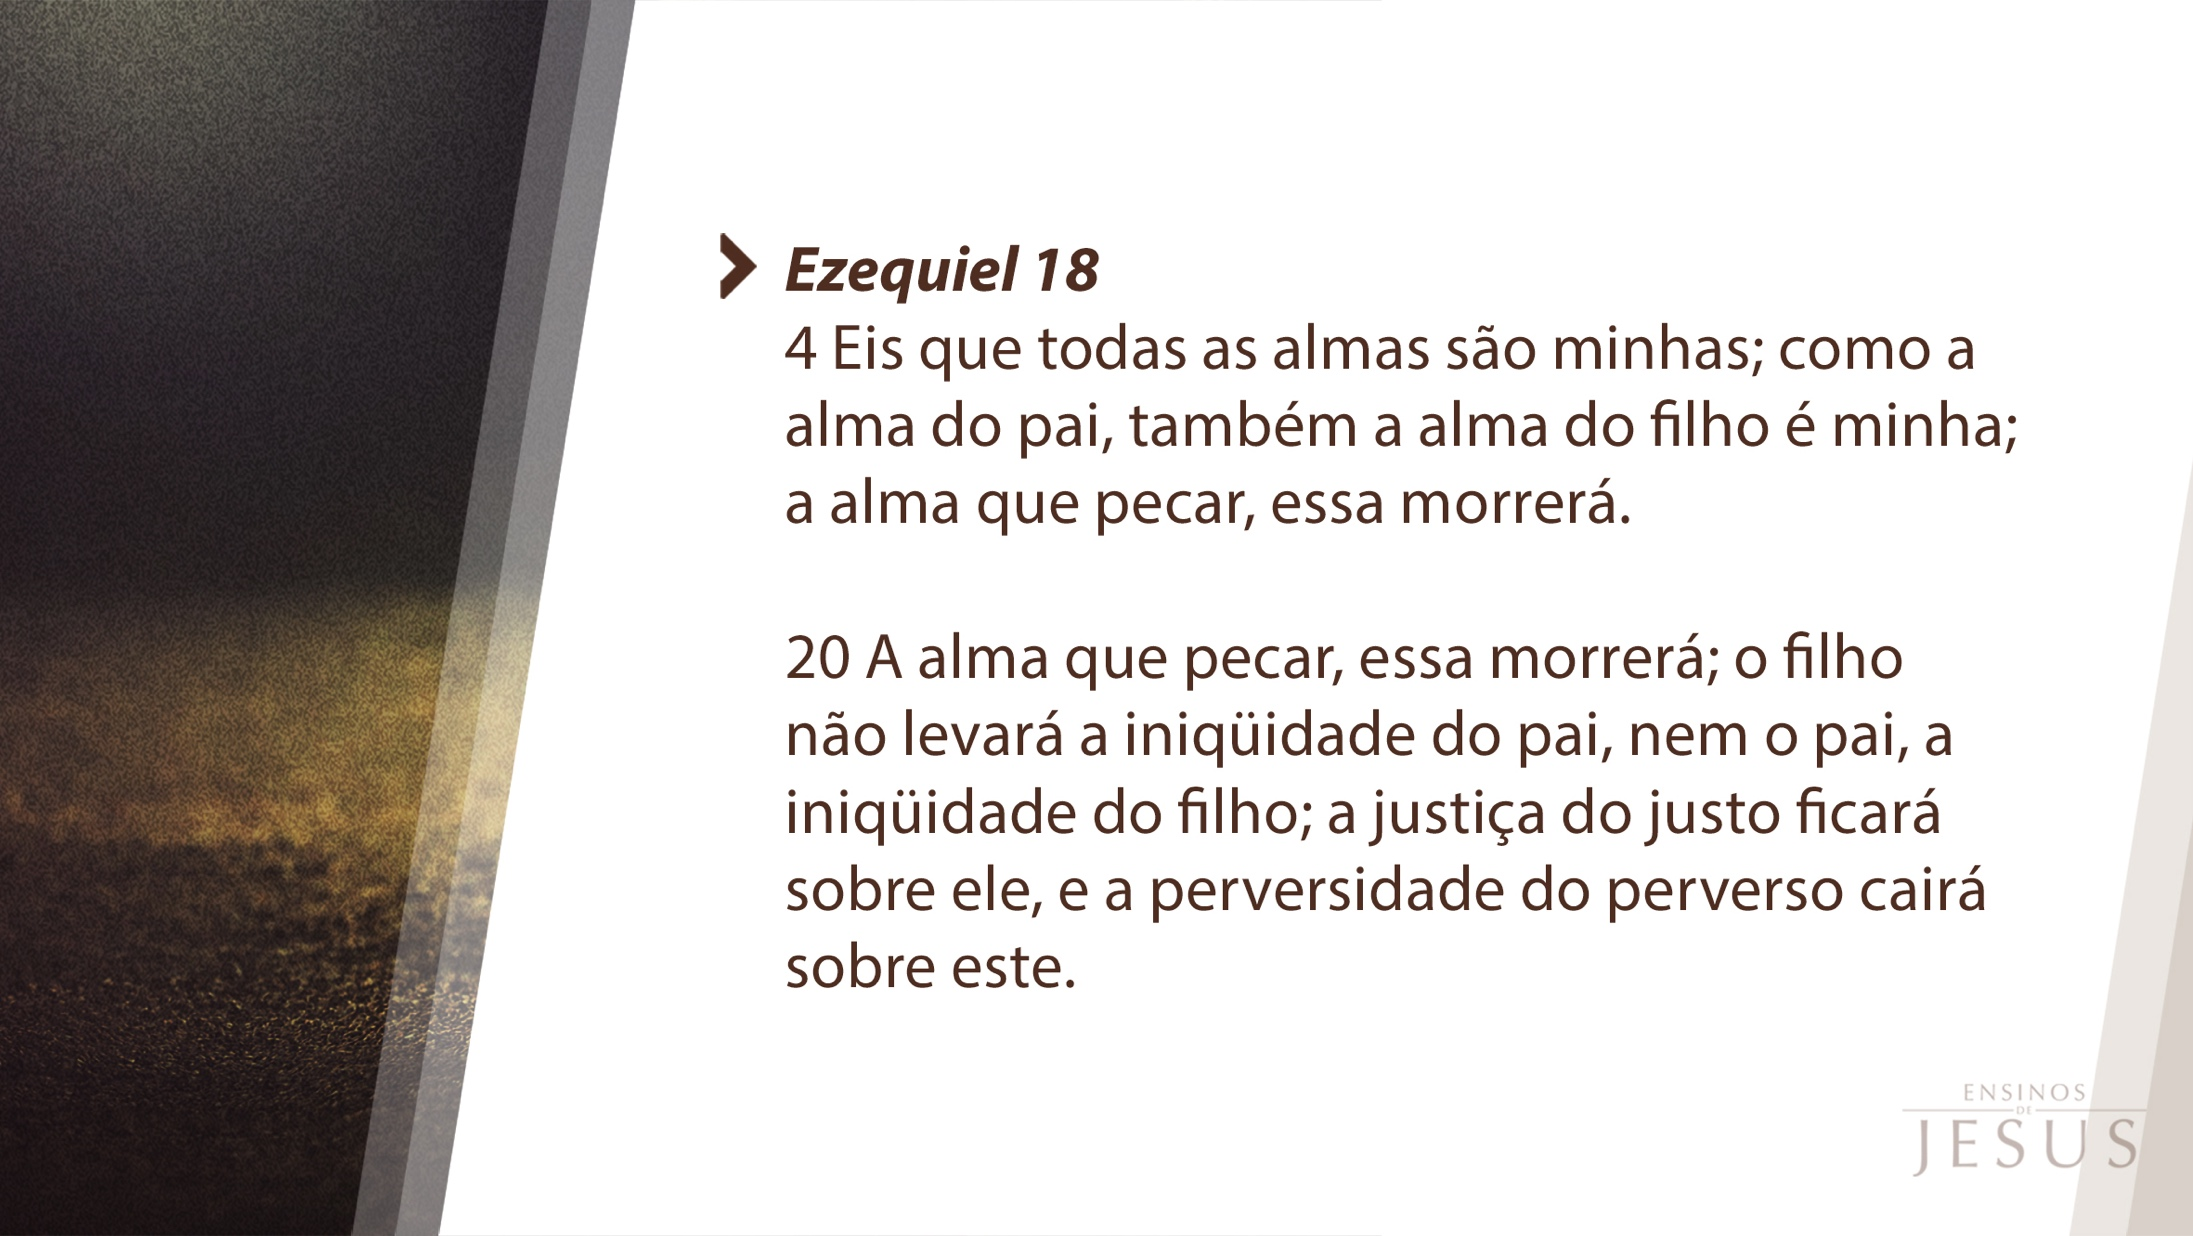 Ezequiel 18
4 Eis que todas as almas são minhas; como a
alma do pai, também a alma do filho é minha;
a alma que pecar, essa morrerá.
20 A alma que pecar, essa morrerá; o filho
não levará a iniqüidade do pai, nem o pai, a
iniqüidade do filho; a justiça do justo ficará
sobre ele, e a perversidade do perverso cairá
sobre este.
ENSINOS
DE
JESUS